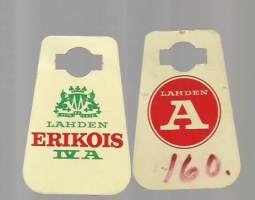 LAHDEN
ERIKOIS
IV A
LAHDEN
A
160.